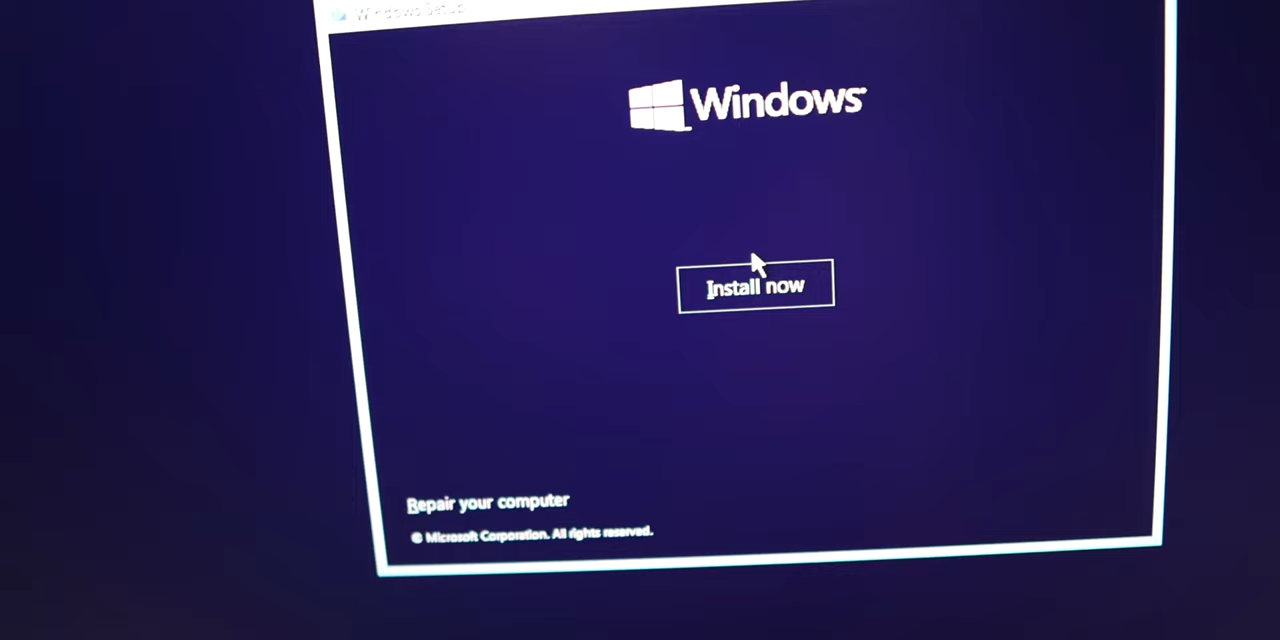 Windows Setup
Windows
Install now
Repair your computer
© Microsoft Corporation. All rights reserved.